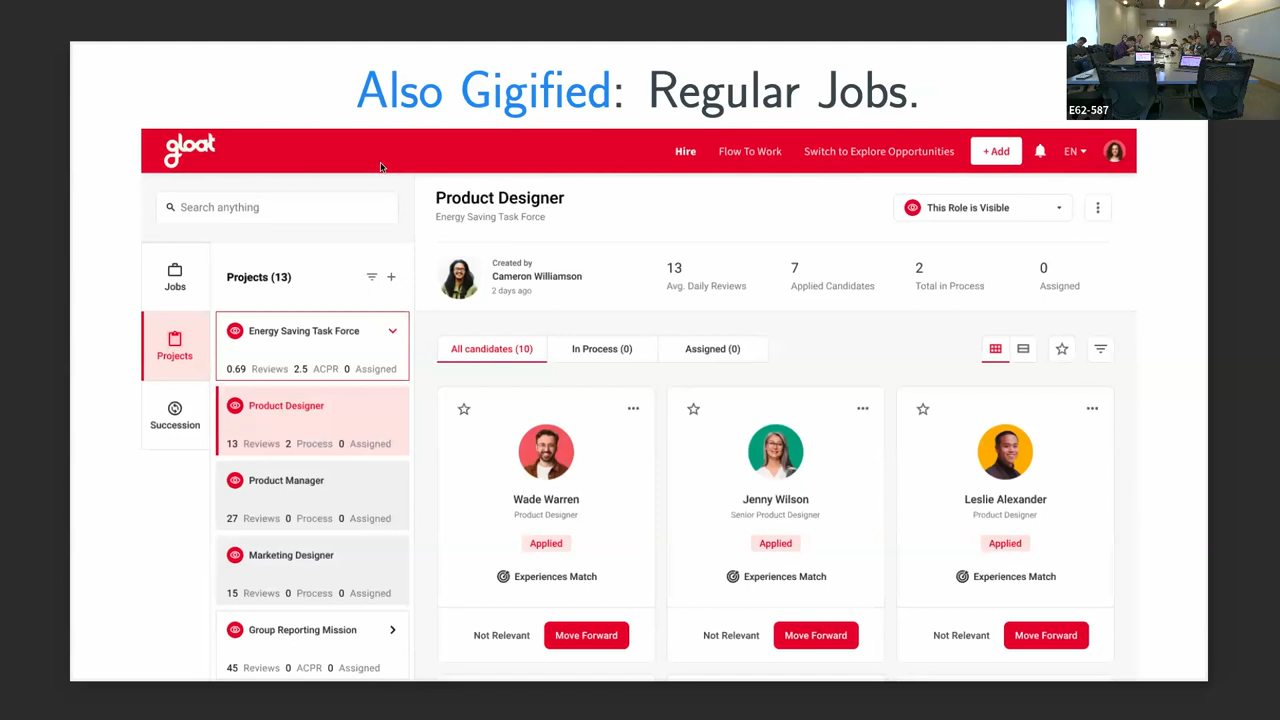 Also Gigified: Regular Jobs.
E62-587
gloat
Hire
Flow To Work
Switch to Explore Opportunities
+ Add
EN
Search anything
Product Designer
Energy Saving Task Force
This Role is Visible
Jobs
Projects
Succession
Projects (13)
Energy Saving Task Force
0.69 Reviews 2.5 ACPR 0 Assigned
Product Designer
13 Reviews 2 Process 0 Assigned
Product Manager
27 Reviews 0 Process 0 Assigned
Marketing Designer
15 Reviews 0 Process 0 Assigned
Group Reporting Mission
45 Reviews 0 ACPR 0 Assigned
Created by
Cameron Williamson
2 days ago
13
Avg. Daily Reviews
7
Applied Candidates
2
Total in Process
0
Assigned
All candidates (10)
In Process (0)
Assigned (0)
Wade Warren
Product Designer
Applied
Experiences Match
Not Relevant
Move Forward
Jenny Wilson
Senior Product Designer
Applied
Experiences Match
Not Relevant
Move Forward
Leslie Alexander
Product Designer
Applied
Experiences Match
Not Relevant
Move Forward